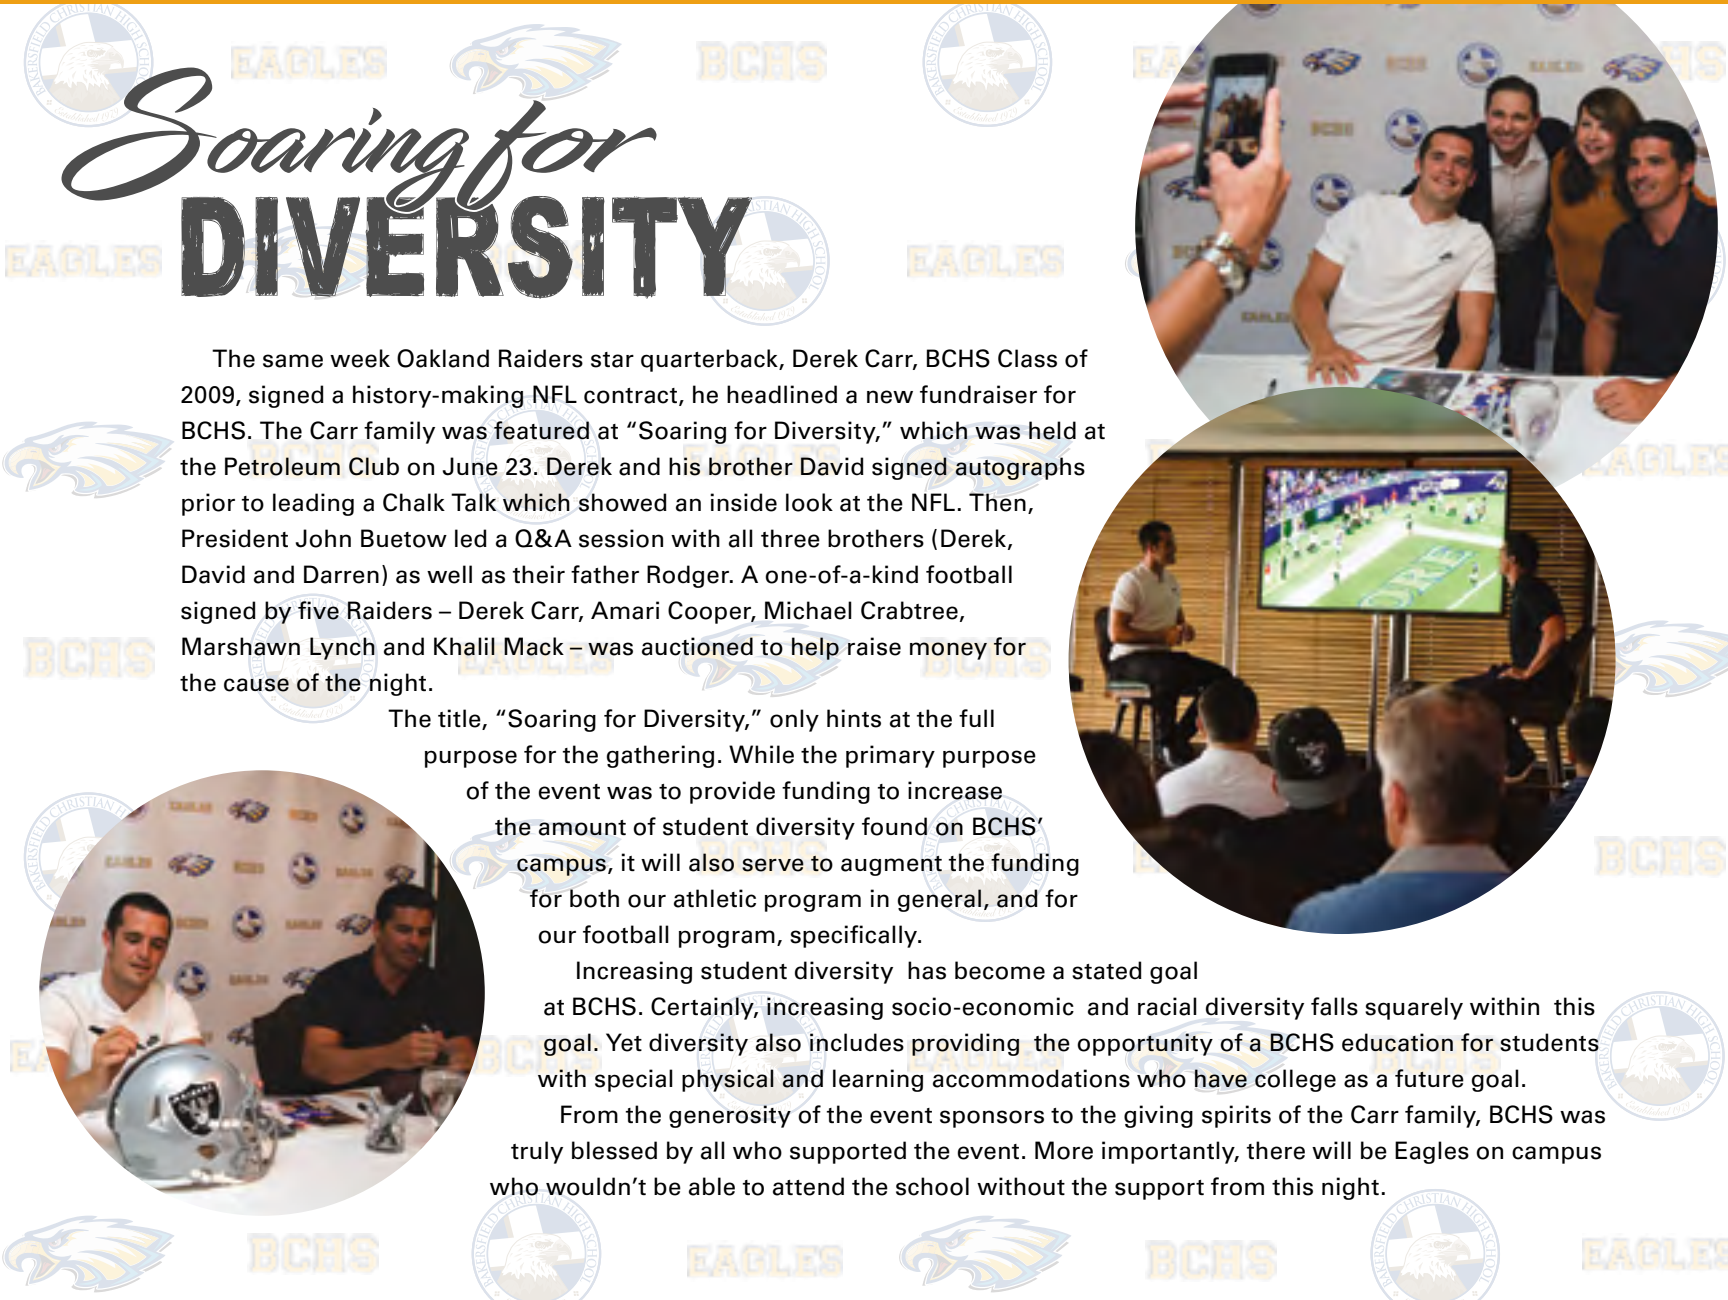 Soaring for
DIVERSITY
The same week Oakland Raiders star quarterback, Derek Carr, BCHS Class of
2009, signed a history-making NFL contract, he headlined a new fundraiser for
BCHS. The Carr family was featured at “Soaring for Diversity,” which was held at
the Petroleum Club on June 23. Derek and his brother David signed autographs
prior to leading a Chalk Talk which showed an inside look at the NFL. Then,
President John Buetow led a Q&A session with all three brothers (Derek,
David and Darren) as well as their father Rodger. A one-of-a-kind football
signed by five Raiders – Derek Carr, Amari Cooper, Michael Crabtree,
Marshawn Lynch and Khalil Mack – was auctioned to help raise money for
the cause of the night.
The title, “Soaring for Diversity,” only hints at the full
purpose for the gathering. While the primary purpose
of the event was to provide funding to increase
the amount of student diversity found on BCHS’
campus, it will also serve to augment the funding
for both our athletic program in general, and for
our football program, specifically.
Increasing student diversity  has become a stated goal
at BCHS. Certainly, increasing socio-economic  and racial diversity falls squarely within  this
goal. Yet diversity also includes providing  the opportunity of a BCHS education for students
with special physical and learning accommodations who have college as a future goal.
From the generosity of the event sponsors to the giving spirits of the Carr family, BCHS was
truly blessed by all who supported the event. More importantly, there will be Eagles on campus
who wouldn’t be able to attend the school without the support from this night.